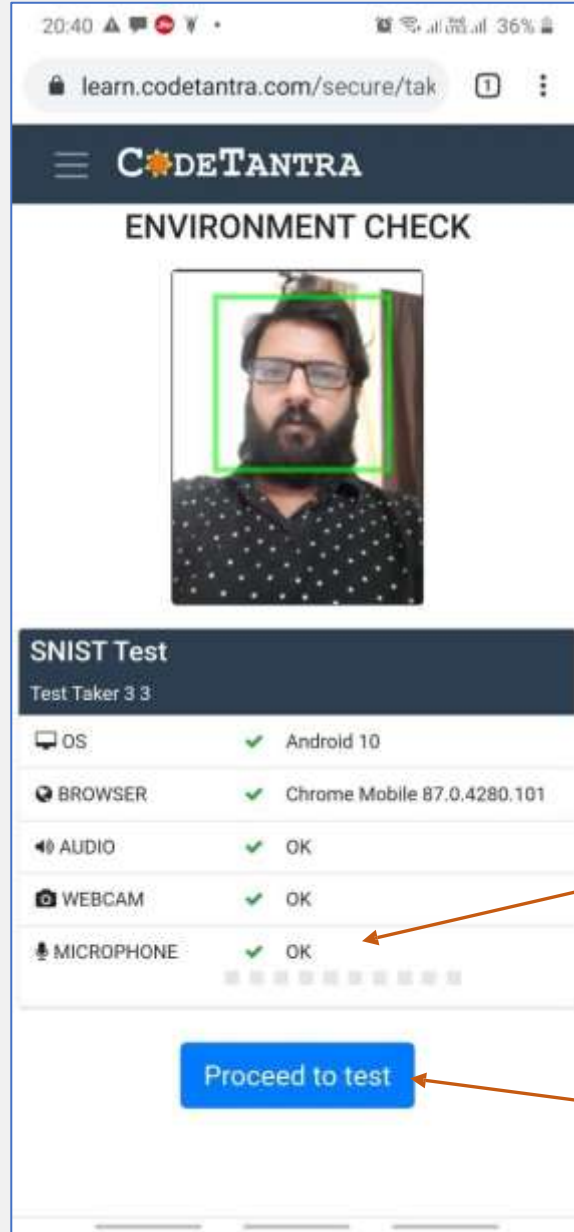 20:40
36%
learn.codetantra.com/secure/tak 1
CODETANTRA
ENVIRONMENT CHECK
SNIST Test
Test Taker 3 3
OS Android 10
BROWSER Chrome Mobile 87.0.4280.101
AUDIO OK
WEBCAM OK
MICROPHONE OK
Proceed to test